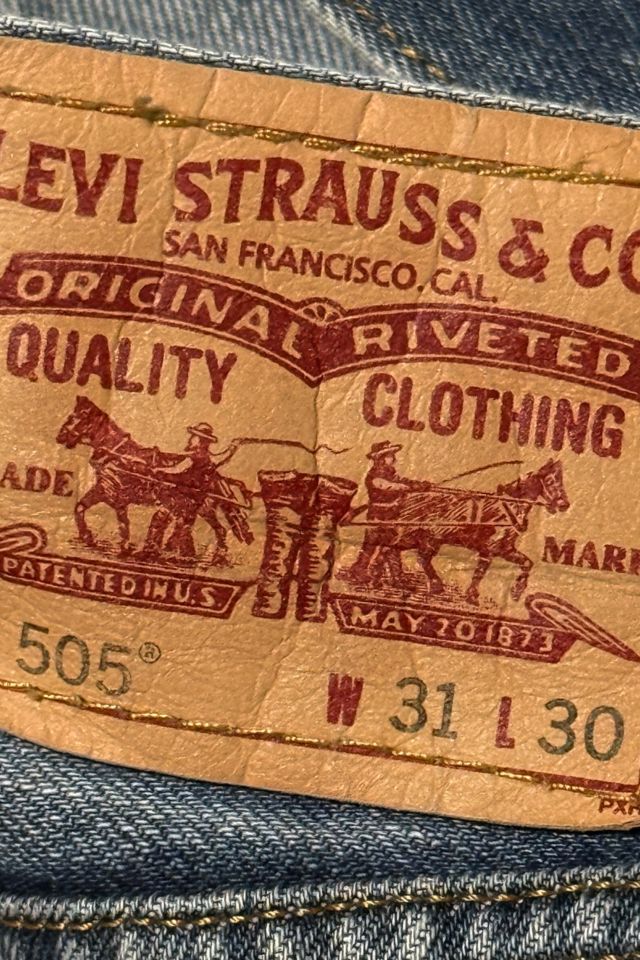 LEVI STRAUSS & CO
SAN FRANCISCO, CAL.
ORIGINAL RIVETED
QUALITY CLOTHING
ADE MARK
PATENTED IN U.S.
MAY 20 1873
505®
W 31 L 30